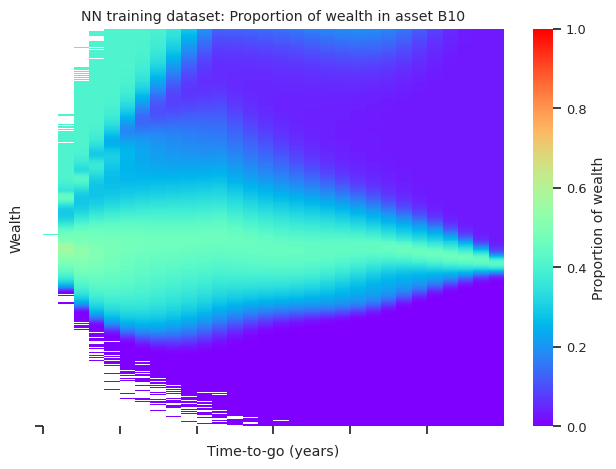 NN training dataset: Proportion of wealth in asset B10
Wealth
Time-to-go (years)
1.0
0.8
0.6
0.4
0.2
0.0
Proportion of wealth